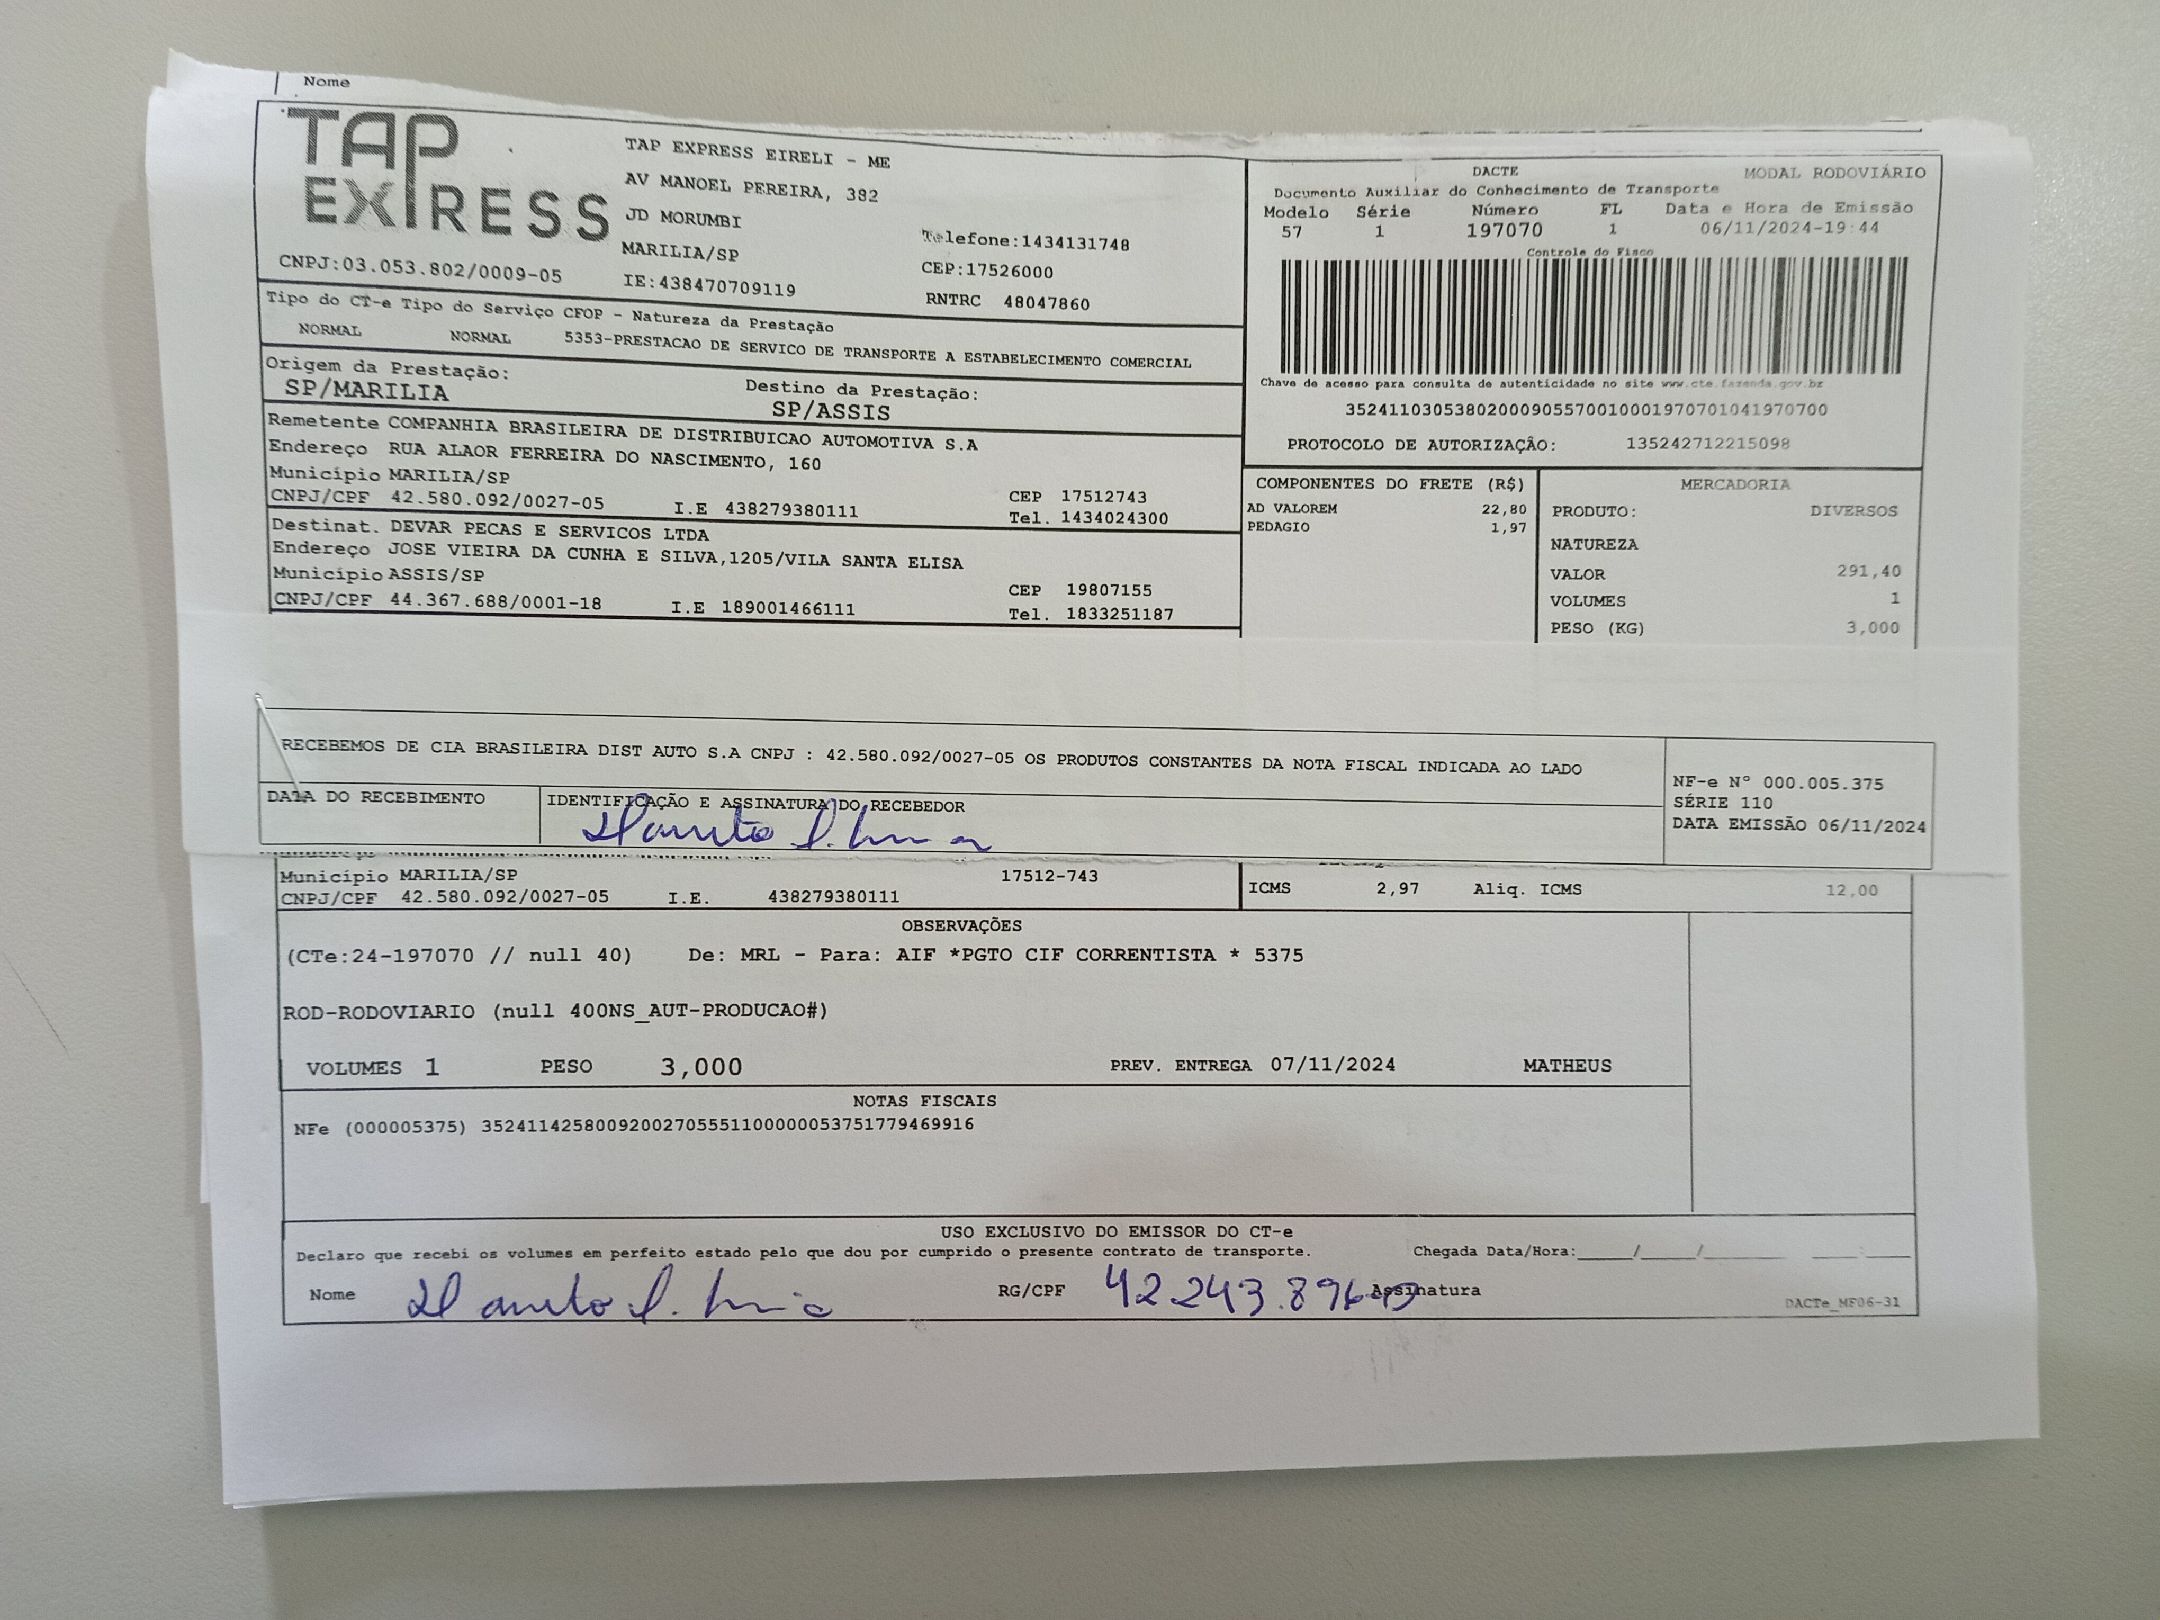 Nome
TAP EXPRESS
TAP EXPRESS EIRELI - ME
AV MANOEL PEREIRA, 382
JD MORUMBI
MARILIA/SP
Telefone:1434131748
CEP:17526000
CNPJ:03.053.802/0009-05
IE:438470709119
RNTRC 48047860
DACTE MODAL RODOVIÁRIO
Documento Auxiliar do Conhecimento de Transporte
Modelo Série Número FL Data e Hora de Emissão
57 1 197070 1 06/11/2024-19:44
Controle do Fisco
Chave de acesso para consulta de autenticidade no site www.cte.fazenda.gov.br
35241103053802000905570010001970701041970700
PROTOCOLO DE AUTORIZAÇÃO: 135242712215098
Tipo do CT-e Tipo do Serviço CFOP - Natureza da Prestação
NORMAL NORMAL 5353-PRESTACAO DE SERVICO DE TRANSPORTE A ESTABELECIMENTO COMERCIAL
Origem da Prestação: Destino da Prestação:
SP/MARILIA SP/ASSIS
Remetente COMPANHIA BRASILEIRA DE DISTRIBUICAO AUTOMOTIVA S.A
Endereço RUA ALAOR FERREIRA DO NASCIMENTO, 160
Município MARILIA/SP CEP 17512743
CNPJ/CPF 42.580.092/0027-05 I.E 438279380111 Tel. 1434024300
Destinat. DEVAR PECAS E SERVICOS LTDA
Endereço JOSE VIEIRA DA CUNHA E SILVA,1205/VILA SANTA ELISA
Município ASSIS/SP CEP 19807155
CNPJ/CPF 44.367.688/0001-18 I.E 189001466111 Tel. 1833251187
COMPONENTES DO FRETE (R$)
AD VALOREM 22,80
PEDAGIO 1,97
MERCADORIA
PRODUTO: DIVERSOS
NATUREZA
VALOR 291,40
VOLUMES 1
PESO (KG) 3,000
RECEBEMOS DE CIA BRASILEIRA DIST AUTO S.A CNPJ : 42.580.092/0027-05 OS PRODUTOS CONSTANTES DA NOTA FISCAL INDICADA AO LADO
DATA DO RECEBIMENTO IDENTIFICAÇÃO E ASSINATURA DO RECEBEDOR
NF-e N° 000.005.375
SÉRIE 110
DATA EMISSÃO 06/11/2024
Município MARILIA/SP 17512-743
CNPJ/CPF 42.580.092/0027-05 I.E. 438279380111
ICMS 2,97 Aliq. ICMS 12,00
OBSERVAÇÕES
(CTe:24-197070 // null 40) De: MRL - Para: AIF *PGTO CIF CORRENTISTA * 5375
ROD-RODOVIARIO (null 400NS_AUT-PRODUCAO#)
VOLUMES 1 PESO 3,000 PREV. ENTREGA 07/11/2024 MATHEUS
NOTAS FISCAIS
NFe (000005375) 35241142580092002705551100000053751779469916
USO EXCLUSIVO DO EMISSOR DO CT-e
Declaro que recebi os volumes em perfeito estado pelo que dou por cumprido o presente contrato de transporte. Chegada Data/Hora:____/____/____ ____:____
Nome RG/CPF Assinatura
DACTe_MF06-31